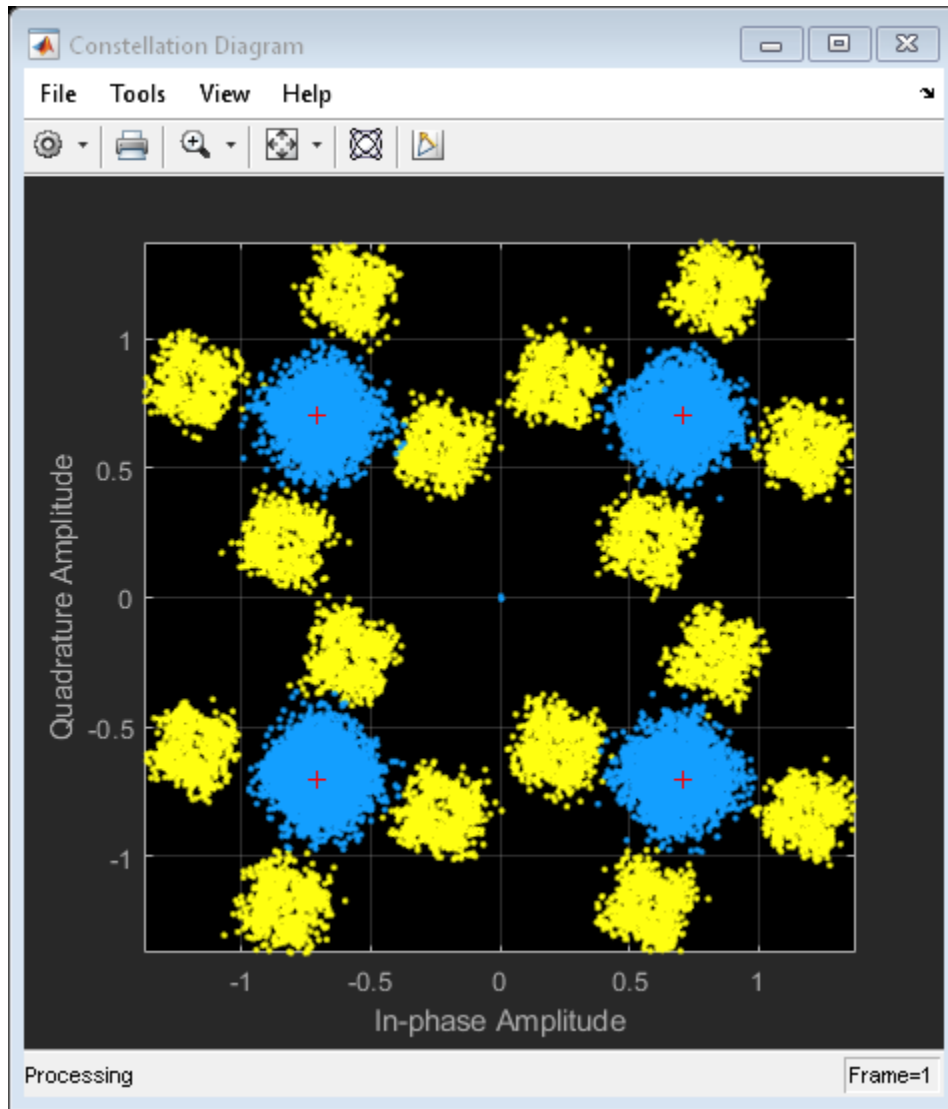 Constellation Diagram
File Tools View Help
1
0.5
0
-0.5
-1
Quadrature Amplitude
-1 -0.5 0 0.5 1
In-phase Amplitude
Processing Frame=1